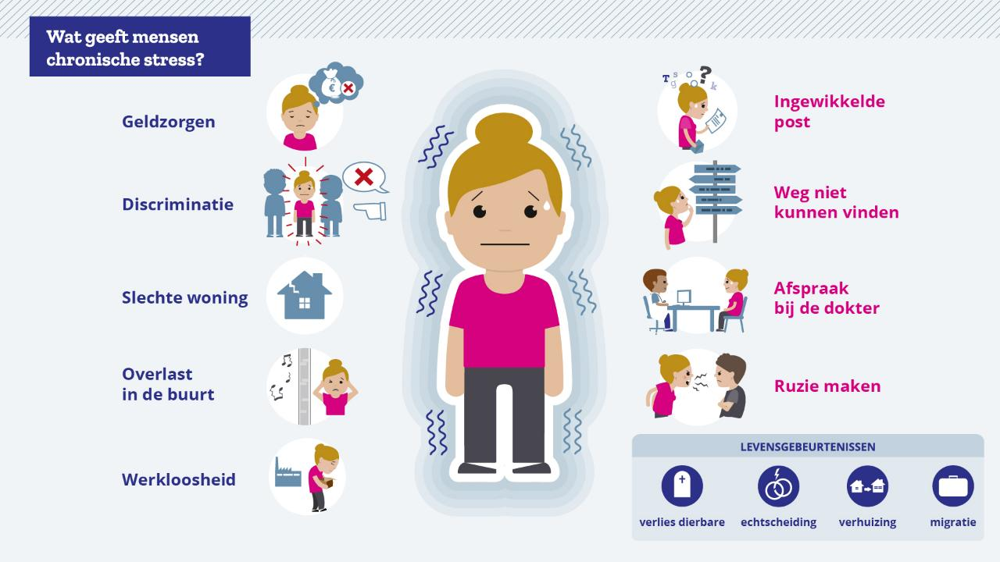 Wat geeft mensen
chronische stress?
Geldzorgen
€
Discriminatie
Slechte woning
Overlast
in de buurt
Werkloosheid
T s g ? k
Ingewikkelde
post
Weg niet
kunnen vinden
Afspraak
bij de dokter
Ruzie maken
LEVENSGEBEURTENISSEN
verlies dierbare
echtscheiding
verhuizing
migratie